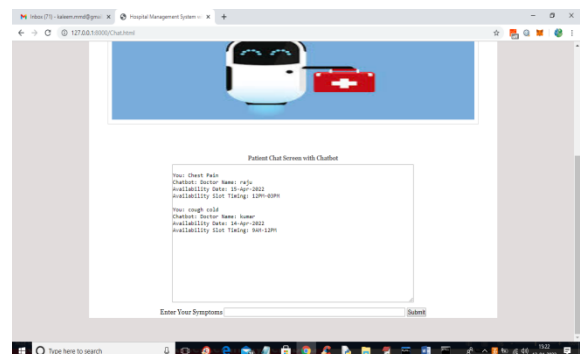 Inbox (71) - kaleem.mmd@gmai
Hospital Management System w
127.0.0.1:8000/Chat.html
Patient Chat Screen with Chatbot
You: Chest Pain
Chatbot: Doctor Name: raju
Availability Date: 15-Apr-2022
Availability Slot Timing: 12PM-03PM
You: cough cold
Chatbot: Doctor Name: kumar
Availability Date: 14-Apr-2022
Availability Slot Timing: 9AM-12PM
Enter Your Symptoms
Submit
Type here to search
15:22